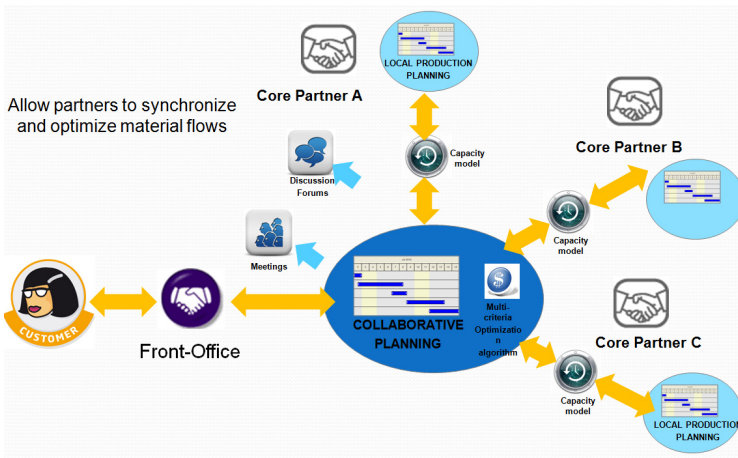 LOCAL PRODUCTION
PLANNING
Core Partner A
Allow partners to synchronize
and optimize material flows
Capacity
model
Core Partner B
Discussion
Forums
Meetings
Capacity
model
CUSTOMER
Front-Office
COLLABORATIVE
PLANNING
Multi-
criteria
Optimizatio
n
algorithm
Core Partner C
Capacity
model
LOCAL PRODUCTION
PLANNING